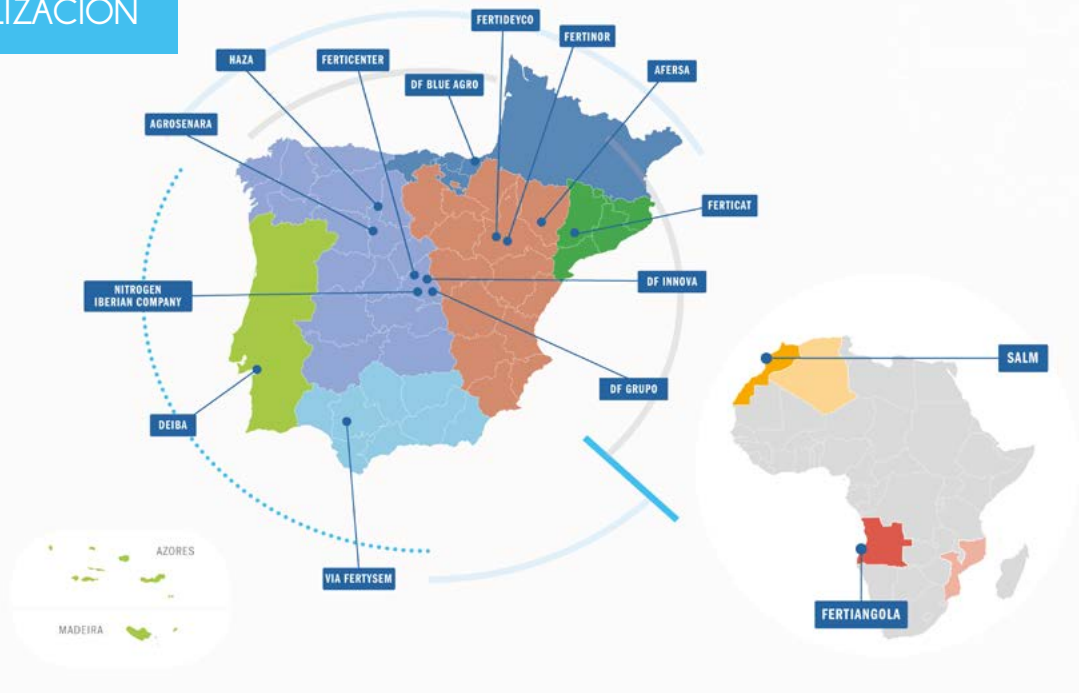 LIZACIÓN
FERTIDEYCO
FERTINOR
HAZA
FERTICENTER
AFERSA
DF BLUE AGRO
AGROSENARA
FERTICAT
DF INNOVA
NITROGEN
IBERIAN COMPANY
SALM
DF GRUPO
DEIBA
AZORES
VIA FERTYSEM
FERTIANGOLA
MADEIRA